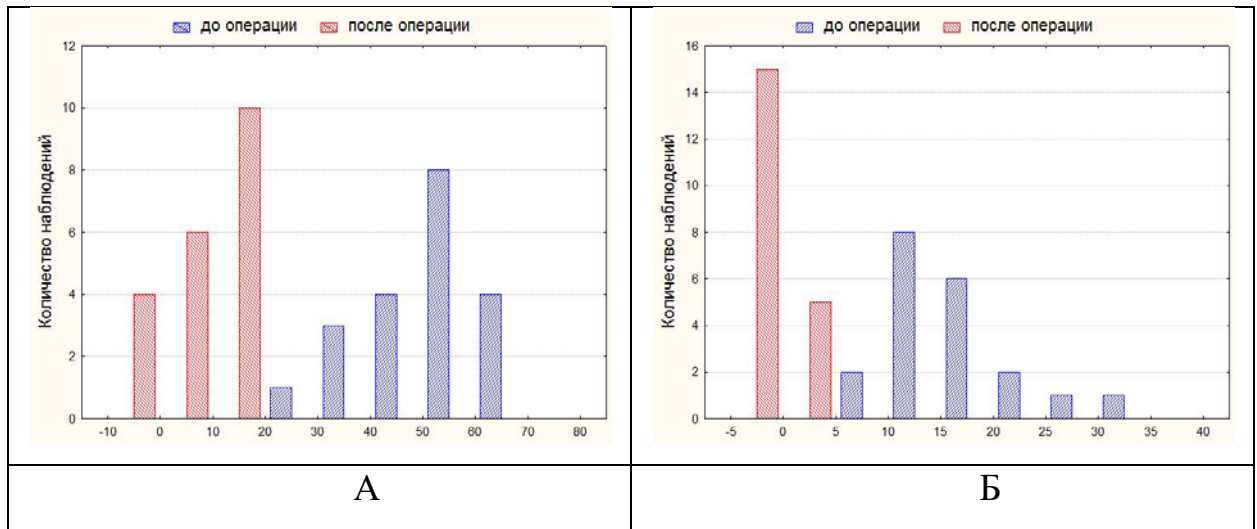 до операции после операции
12
10
8
6
4
2
0
Количество наблюдений
-10 0 10 20 30 40 50 60 70 80
до операции после операции
16
14
12
10
8
6
4
2
0
Количество наблюдений
-5 0 5 10 15 20 25 30 35 40
А Б